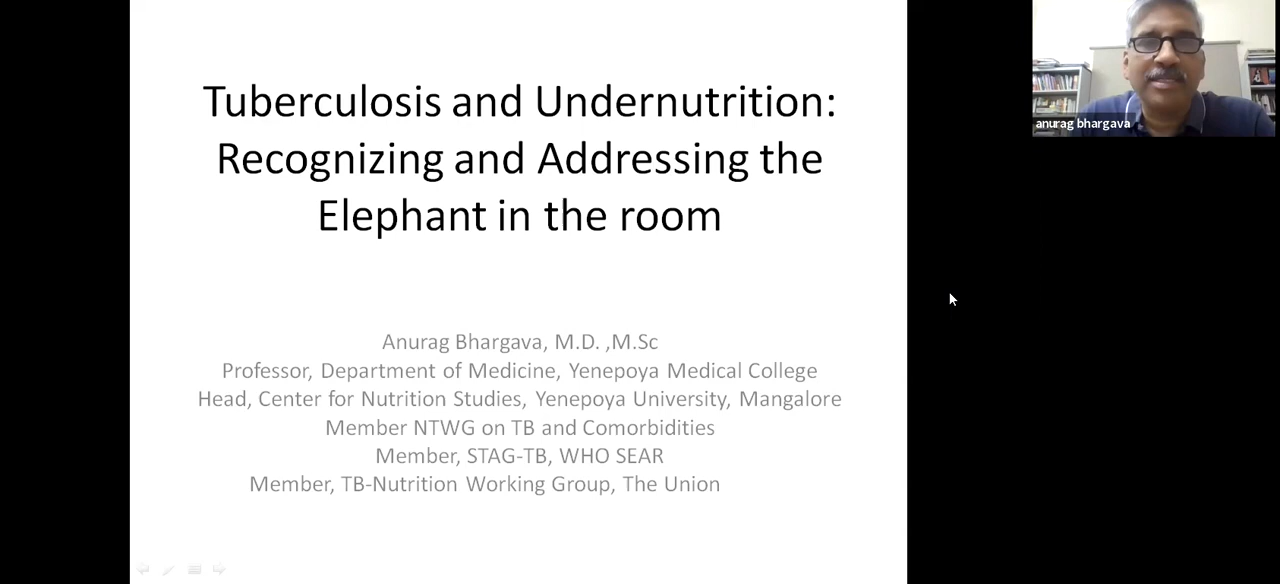 Tuberculosis and Undernutrition:
Recognizing and Addressing the
Elephant in the room
Anurag Bhargava, M.D. ,M.Sc
Professor, Department of Medicine, Yenepoya Medical College
Head, Center for Nutrition Studies, Yenepoya University, Mangalore
Member NTWG on TB and Comorbidities
Member, STAG-TB, WHO SEAR
Member, TB-Nutrition Working Group, The Union
anurag bhargava